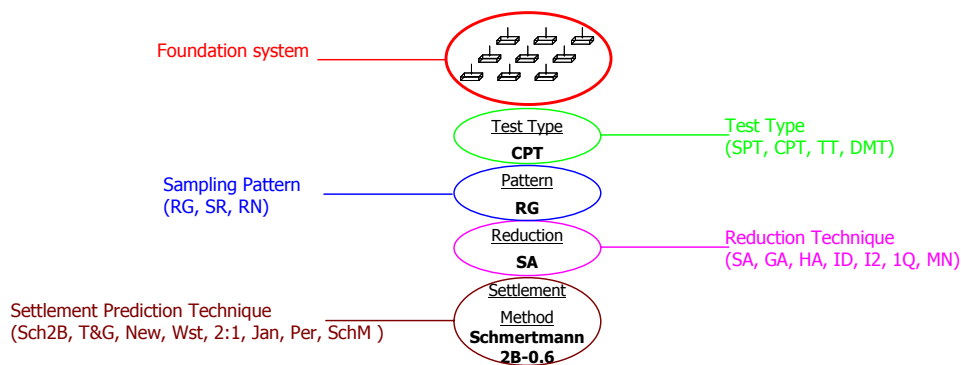 Foundation system
Test Type
CPT
Test Type
(SPT, CPT, TT, DMT)
Sampling Pattern
(RG, SR, RN)
Pattern
RG
Reduction
SA
Reduction Technique
(SA, GA, HA, ID, I2, 1Q, MN)
Settlement Prediction Technique
(Sch2B, T&G, New, Wst, 2:1, Jan, Per, SchM )
Settlement
Method
Schmertmann
2B-0.6